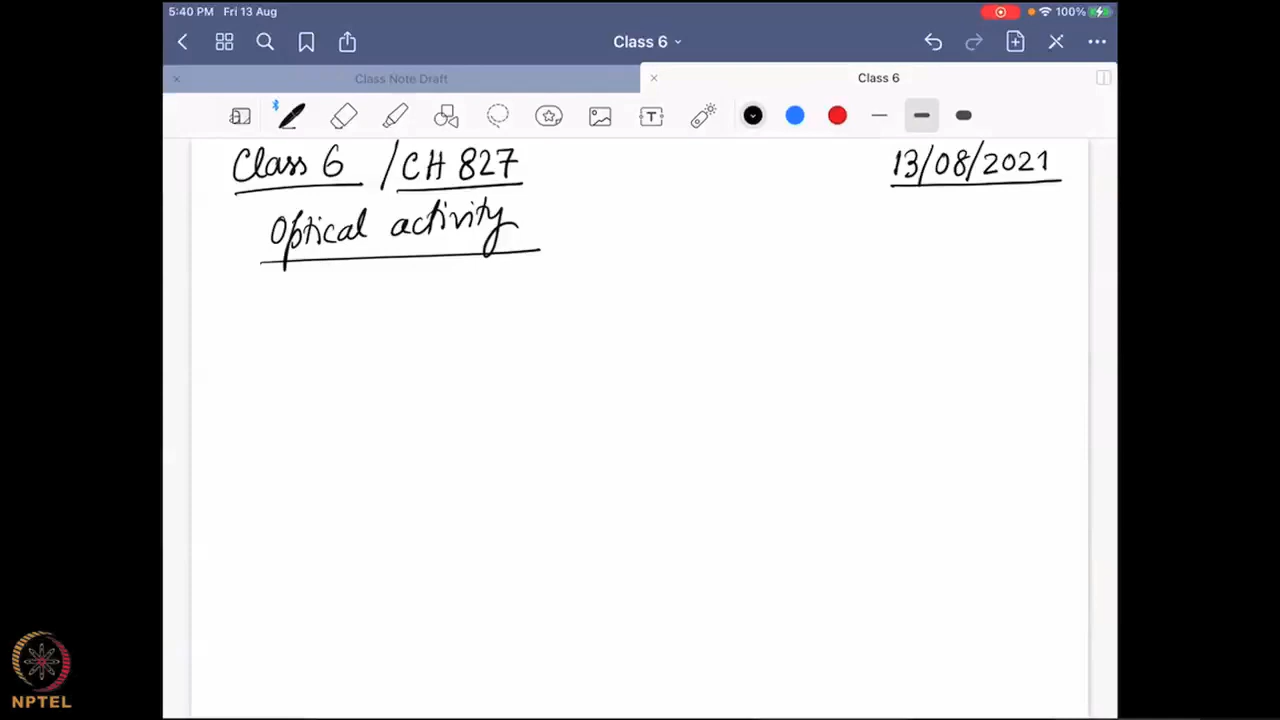 5:40 PM Fri 13 Aug 100%
Class 6
Class Note Draft Class 6
T
Class 6 / CH 827 13/08/2021
Optical activity
NPTEL